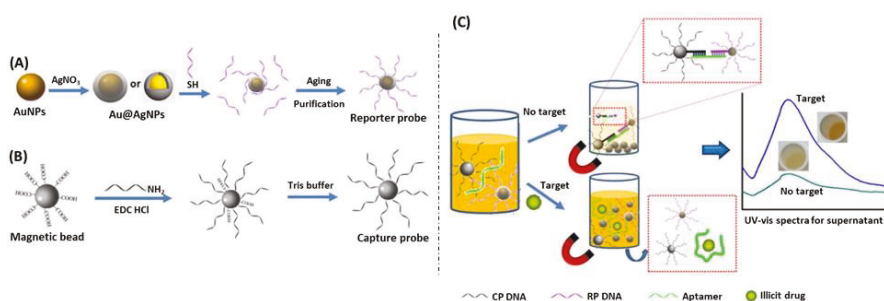 (A)
AgNO3
or
SH
Aging
Purification
AuNPs
Au@AgNPs
Reporter probe
(B)
HOOC
COOH
NH2
EDC HCl
Tris buffer
Magnetic bead
Capture probe
(C)
No target
Target
Target
No target
UV-vis spectra for supernatant
CP DNA
RP DNA
Aptamer
Illicit drug